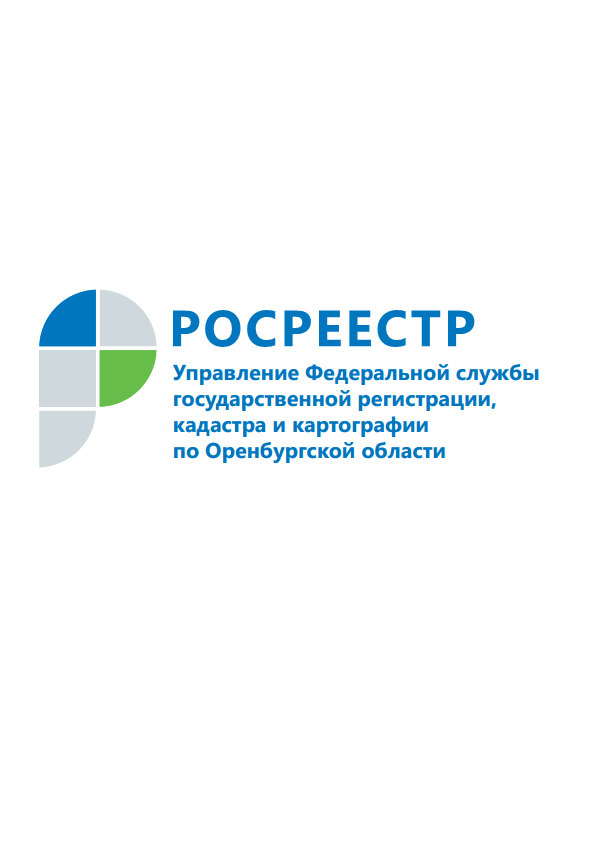 РОСРЕЕСТР
Управление Федеральной службы
государственной регистрации,
кадастра и картографии
по Оренбургской области